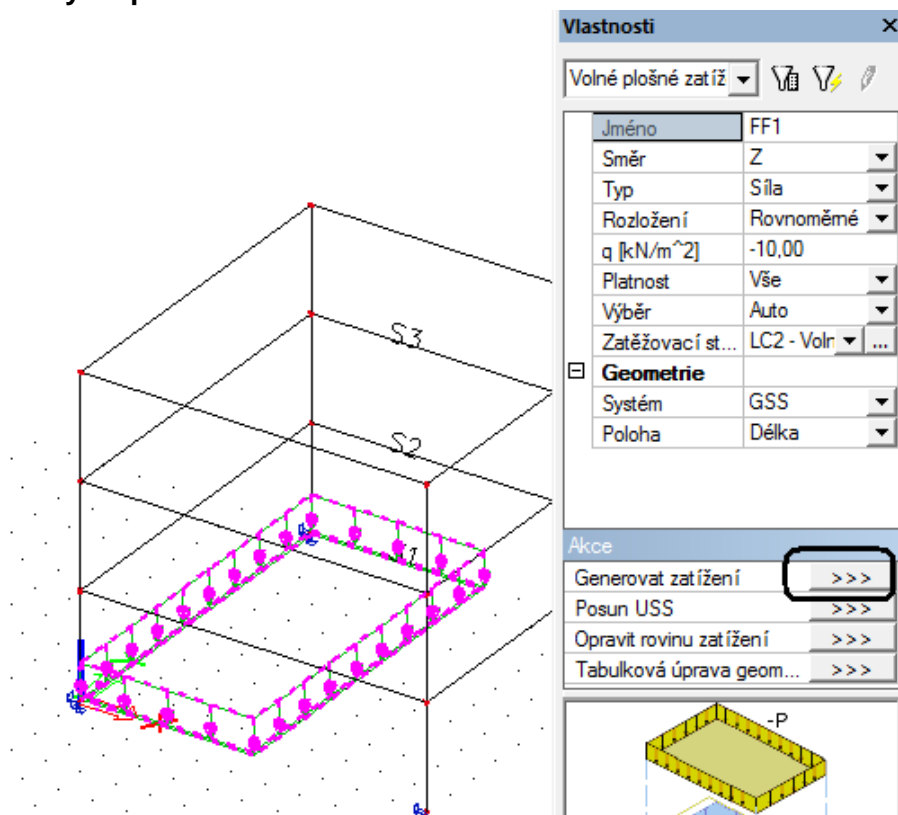 Vlastnosti
Volné plošné zatíž
Jméno FF1
Směr Z
Typ Síla
Rozložení Rovnoměrné
q [kN/m^2] -10,00
Platnost Vše
Výběr Auto
Zatěžovací st... LC2 - Voln ...
Geometrie
Systém GSS
Poloha Délka
Akce
Generovat zatížení >>>
Posun USS >>>
Opravit rovinu zatížení >>>
Tabulková úprava geom... >>>
-P
S3
S2